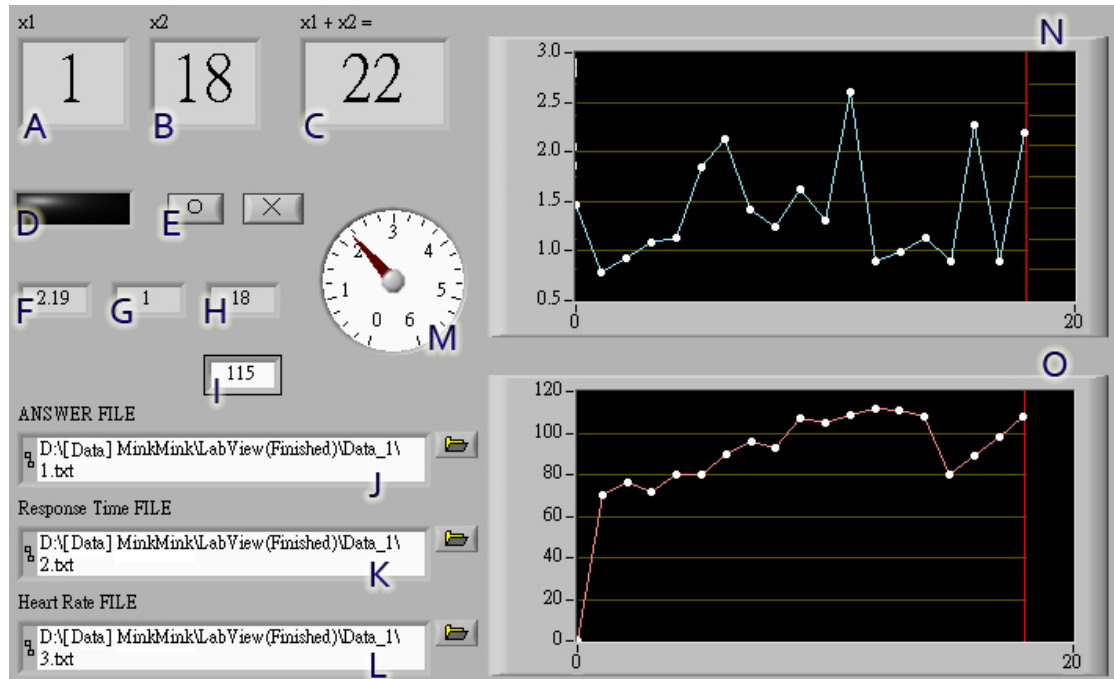 x1 x2 x1 + x2 =
1 18 22
A B C
D E O X
F 2.19 G 1 H 18
I 115
0 1 2 3 4 5 6 M
ANSWER FILE
D:\[Data] MinkMink\LabView(Finished)\Data_1\
1.txt J
Response Time FILE
D:\[Data] MinkMink\LabView(Finished)\Data_1\
2.txt K
Heart Rate FILE
D:\[Data] MinkMink\LabView(Finished)\Data_1\
3.txt L
N
3.0
2.5
2.0
1.5
1.0
0.5
0 20
O
120
100
80
60
40
20
0
0 20